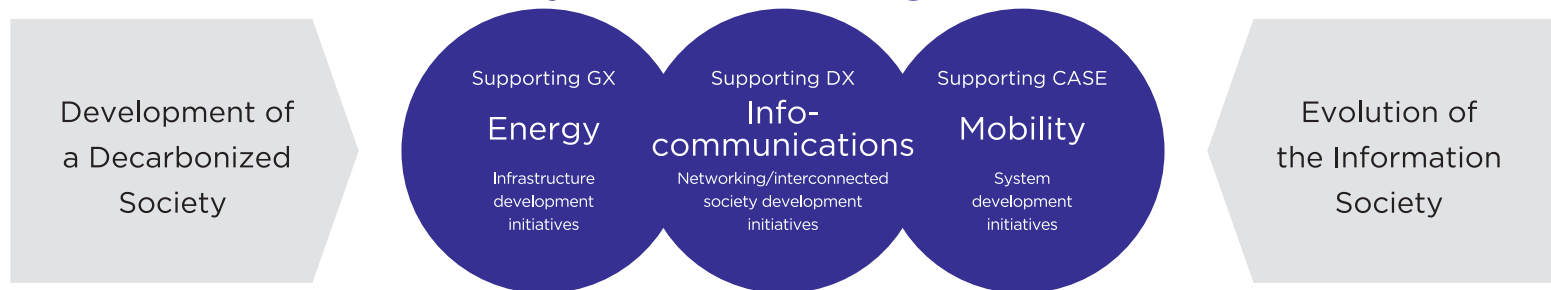 Development of
a Decarbonized
Society
Supporting GX
Energy
Infrastructure
development
initiatives
Supporting DX
Info-
communications
Networking/interconnected
society development
initiatives
Supporting CASE
Mobility
System
development
initiatives
Evolution of
the Information
Society